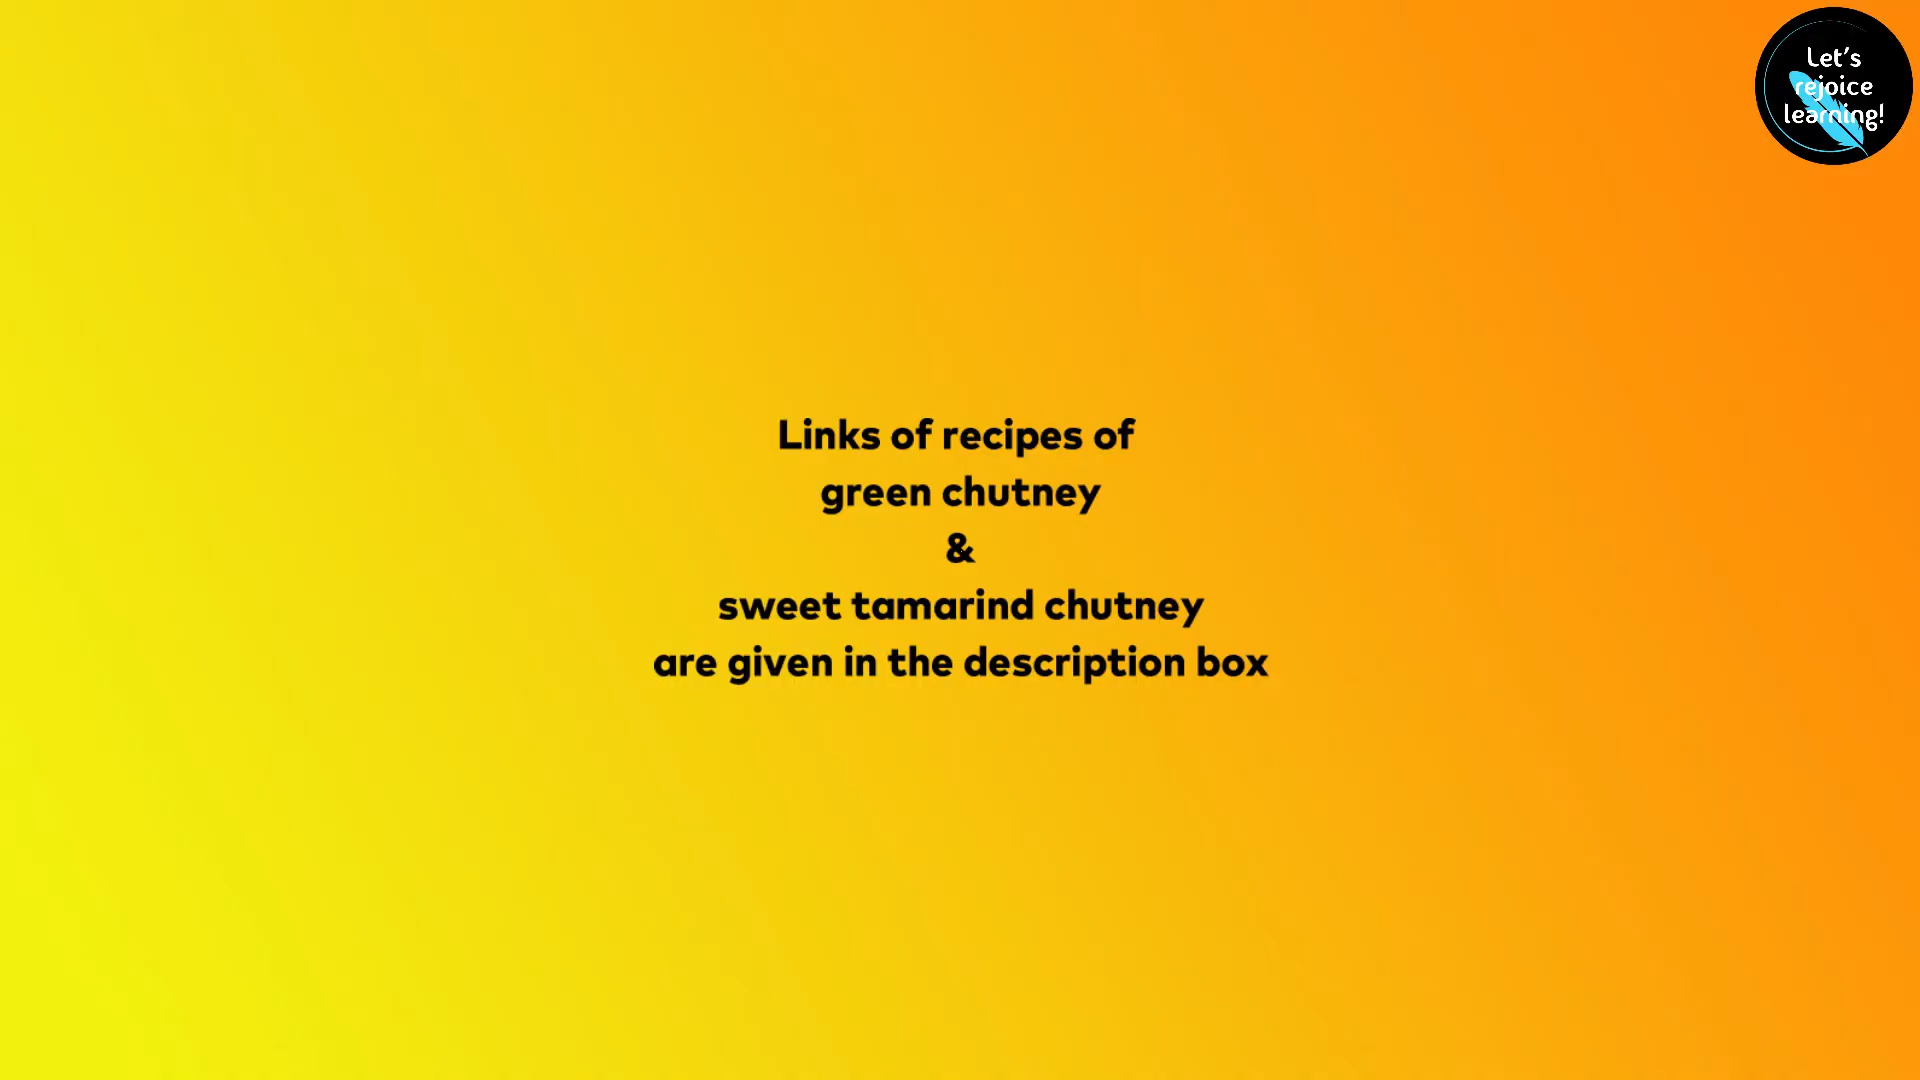 Let's
rejoice
learning!
Links of recipes of
green chutney
&
sweet tamarind chutney
are given in the description box